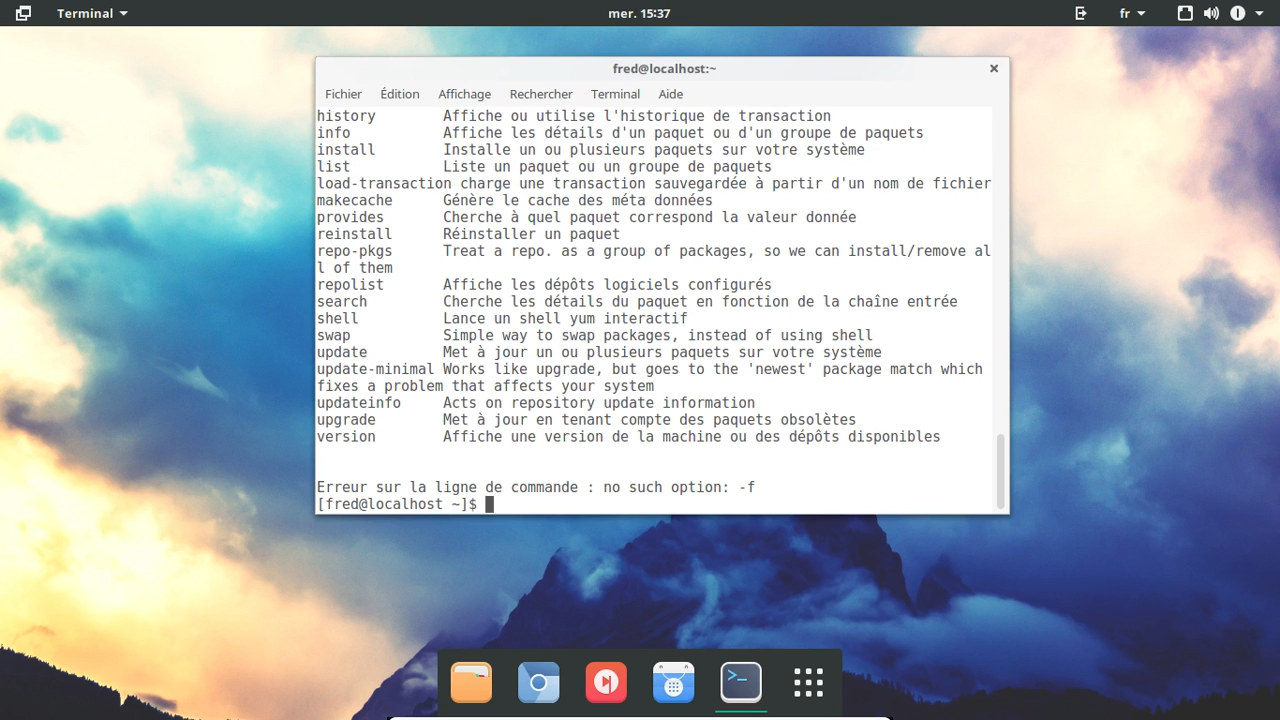 Terminal
mer. 15:37
fr
fred@localhost:~
Fichier Édition Affichage Rechercher Terminal Aide
history Affiche ou utilise l'historique de transaction
info Affiche les détails d'un paquet ou d'un groupe de paquets
install Installe un ou plusieurs paquets sur votre système
list Liste un paquet ou un groupe de paquets
load-transaction charge une transaction sauvegardée à partir d'un nom de fichier
makecache Génère le cache des méta données
provides Cherche à quel paquet correspond la valeur donnée
reinstall Réinstaller un paquet
repo-pkgs Treat a repo. as a group of packages, so we can install/remove al
l of them
repolist Affiche les dépôts logiciels configurés
search Cherche les détails du paquet en fonction de la chaîne entrée
shell Lance un shell yum interactif
swap Simple way to swap packages, instead of using shell
update Met à jour un ou plusieurs paquets sur votre système
update-minimal Works like upgrade, but goes to the 'newest' package match which
fixes a problem that affects your system
updateinfo Acts on repository update information
upgrade Met à jour en tenant compte des paquets obsolètes
version Affiche une version de la machine ou des dépôts disponibles
Erreur sur la ligne de commande : no such option: -f
[fred@localhost ~]$